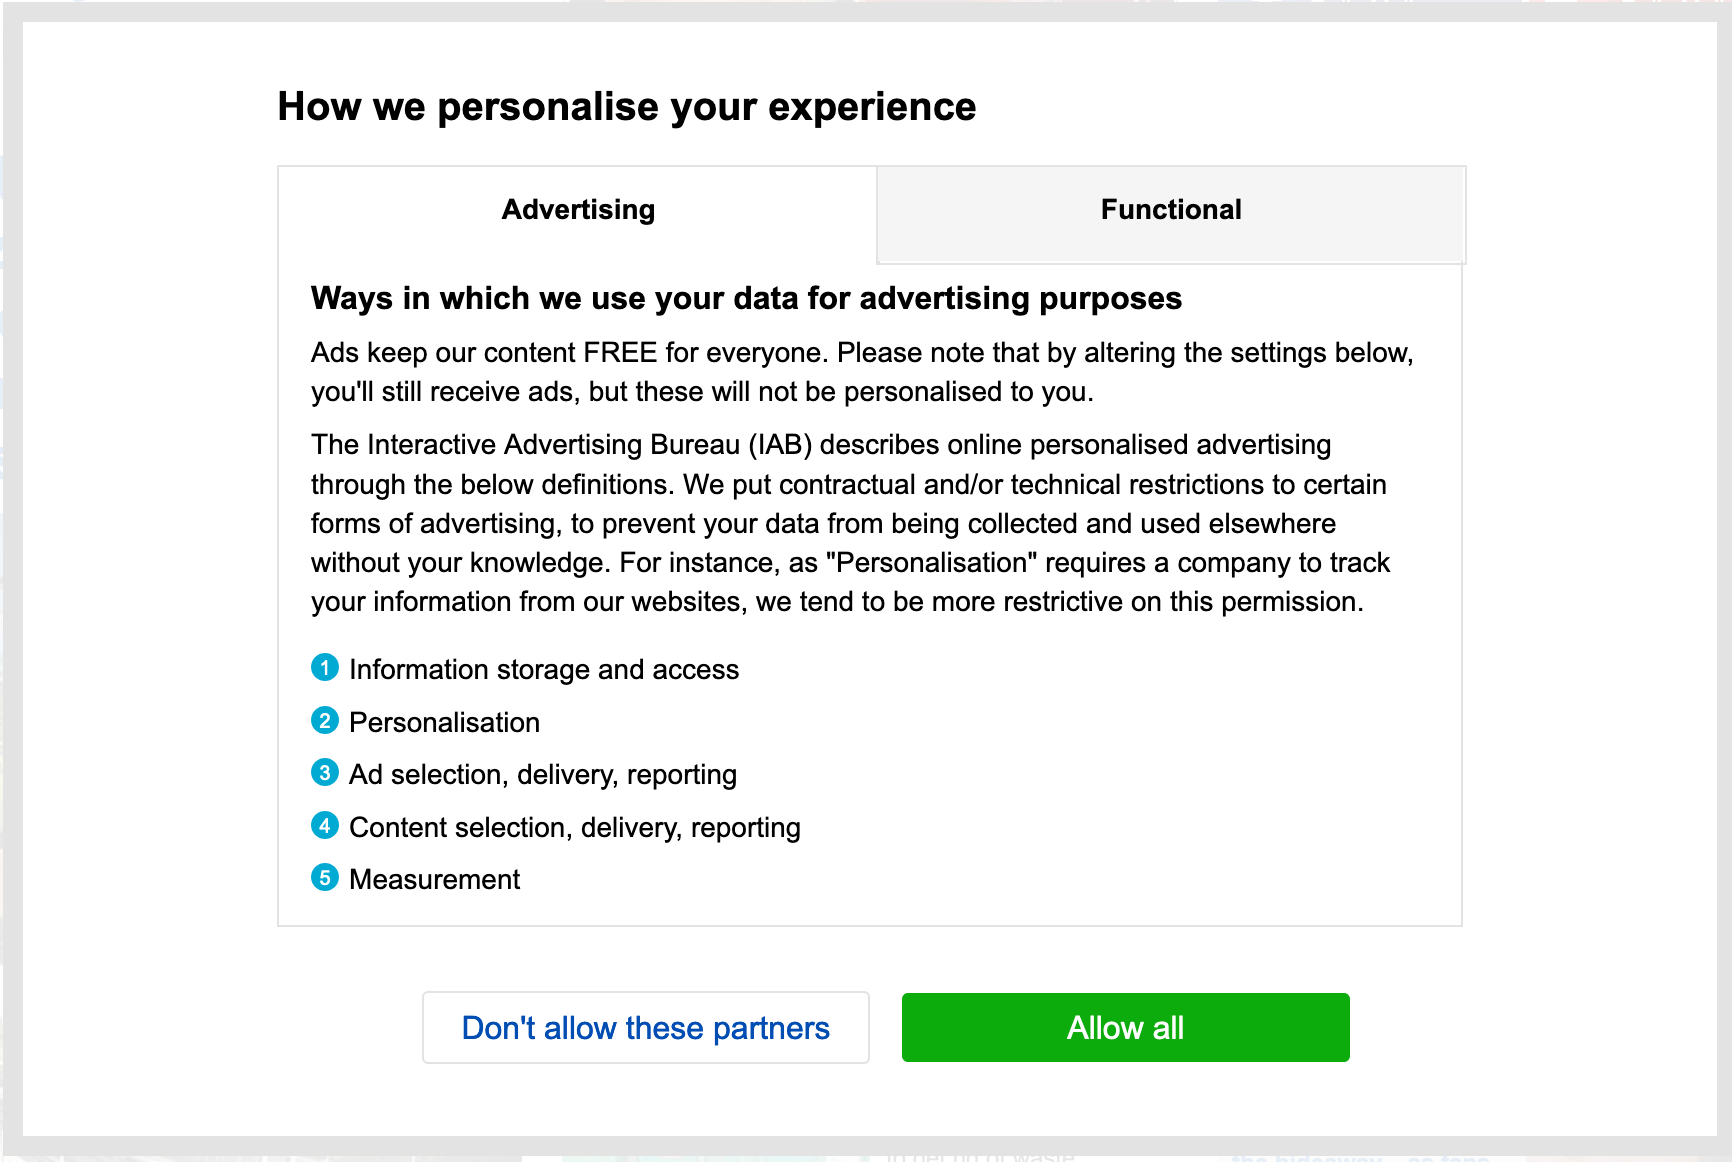 How we personalise your experience
Advertising
Functional
Ways in which we use your data for advertising purposes
Ads keep our content FREE for everyone. Please note that by altering the settings below,
you'll still receive ads, but these will not be personalised to you.
The Interactive Advertising Bureau (IAB) describes online personalised advertising
through the below definitions. We put contractual and/or technical restrictions to certain
forms of advertising, to prevent your data from being collected and used elsewhere
without your knowledge. For instance, as "Personalisation" requires a company to track
your information from our websites, we tend to be more restrictive on this permission.
1 Information storage and access
2 Personalisation
3 Ad selection, delivery, reporting
4 Content selection, delivery, reporting
5 Measurement
Don't allow these partners
Allow all